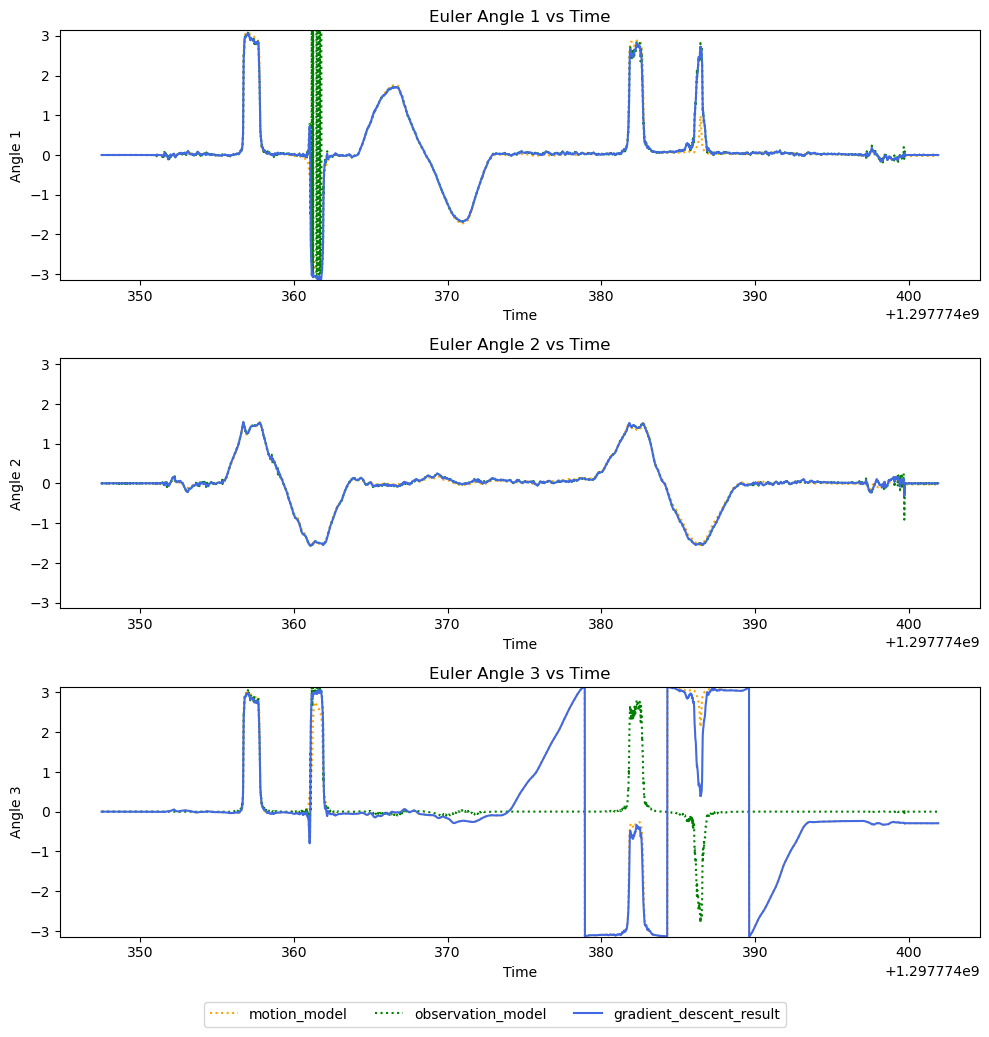 Euler Angle 1 vs Time
3
2
1
0
−1
−2
−3
Angle 1
350 360 370 380 390 400
Time
+1.297774e9
Euler Angle 2 vs Time
3
2
1
0
−1
−2
−3
Angle 2
350 360 370 380 390 400
Time
+1.297774e9
Euler Angle 3 vs Time
3
2
1
0
−1
−2
−3
Angle 3
350 360 370 380 390 400
Time
+1.297774e9
motion_model observation_model gradient_descent_result